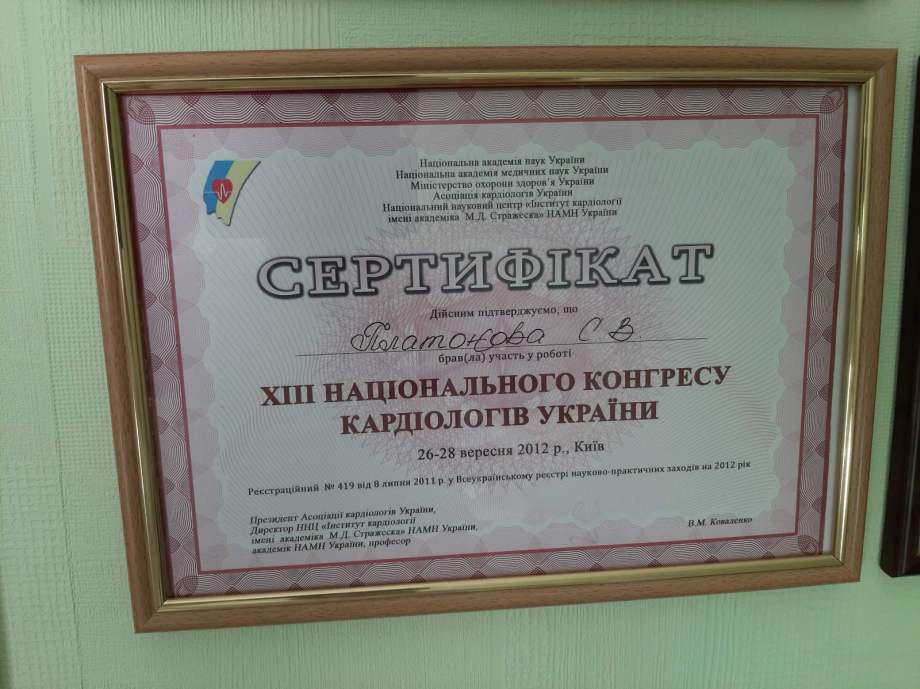 Національна академія наук України
Національна академія медичних наук України
Міністерство охорони здоров'я України
Асоціація кардіологів України
Національний науковий центр «Інститут кардіології
імені академіка М.Д. Стражеска» НАМН України
СЕРТИФІКАТ
Дійсним підтверджуємо, що
Платонова С В.
брав(ла) участь у роботі
XIII НАЦІОНАЛЬНОГО КОНГРЕСУ
КАРДІОЛОГІВ УКРАЇНИ
26-28 вересня 2012 р., Київ
Реєстраційний № 419 від 8 липня 2011 р. у Всеукраїнському реєстрі науково-практичних заходів на 2012 рік
Президент Асоціації кардіологів України,
Директор ННЦ «Інститут кардіології
імені академіка М.Д. Стражеска» НАМН України,
академік НАМН України, професор
В.М. Коваленко